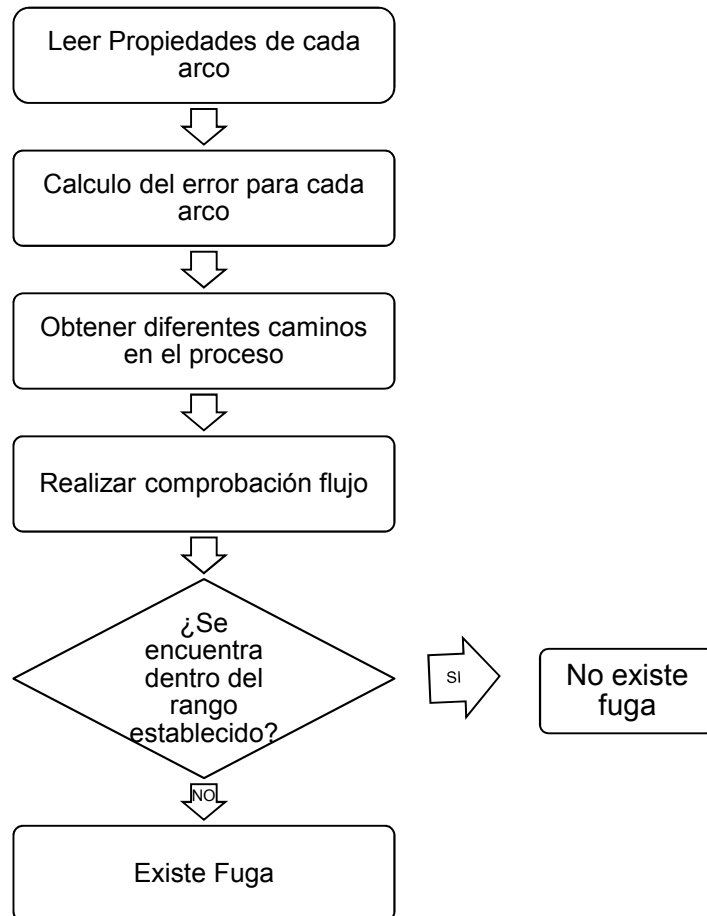 Leer Propiedades de cada
arco
Calculo del error para cada
arco
Obtener diferentes caminos
en el proceso
Realizar comprobación flujo
¿Se
encuentra
dentro del
rango
establecido?
SI
No existe
fuga
NO
Existe Fuga